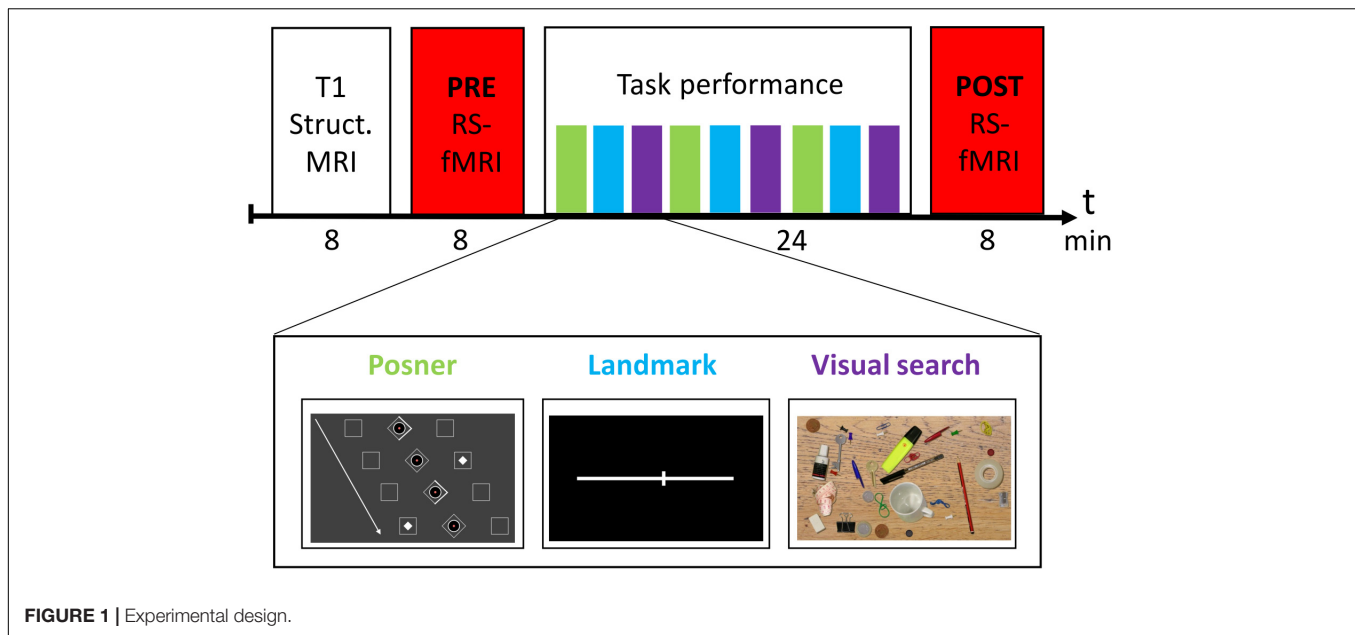 T1
Struct.
MRI
PRE
RS-
fMRI
Task performance
POST
RS-
fMRI
t
8
8
24
8
min
Posner
Landmark
Visual search
FIGURE 1 | Experimental design.